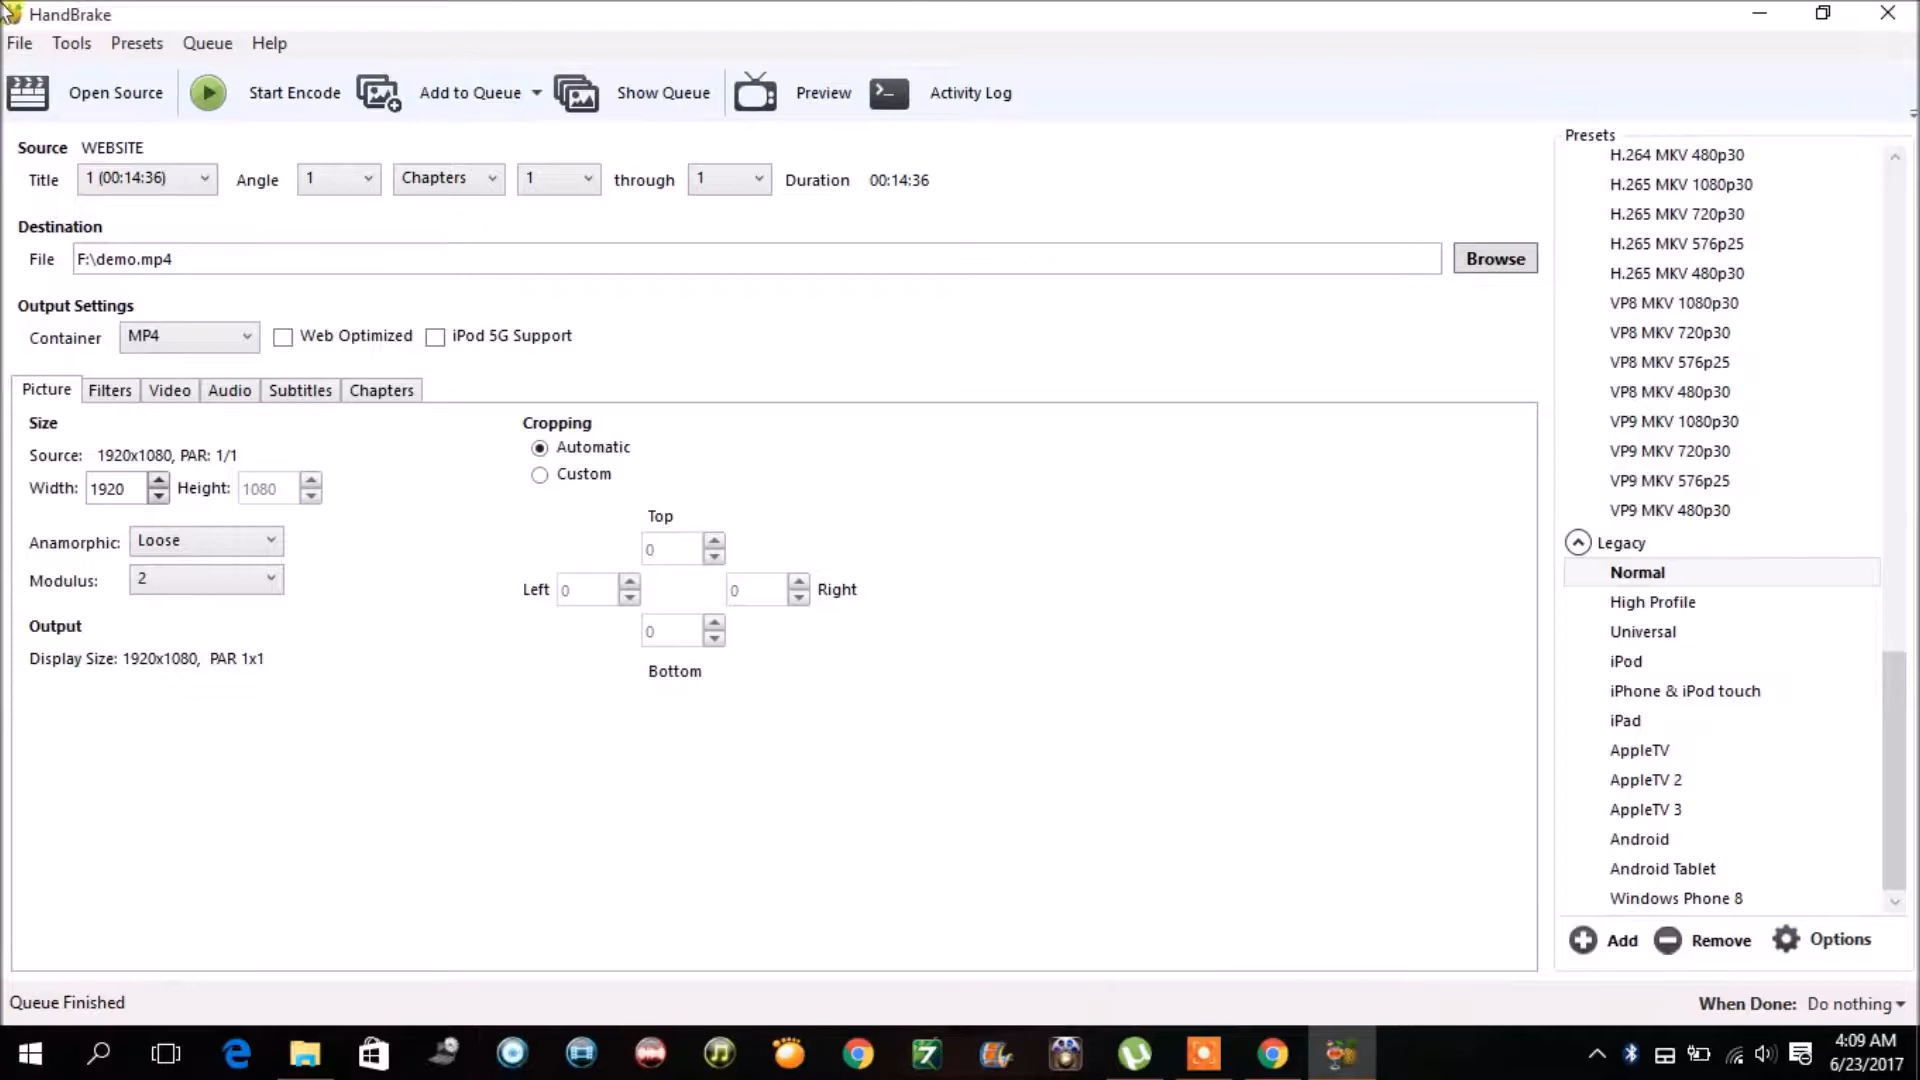 HandBrake
File Tools Presets Queue Help
Open Source Start Encode Add to Queue Show Queue Preview Activity Log
Source WEBSITE
Title 1 (00:14:36) Angle 1 Chapters 1 through 1 Duration 00:14:36
Destination
File F:\demo.mp4 Browse
Output Settings
Container MP4 Web Optimized iPod 5G Support
Picture Filters Video Audio Subtitles Chapters
Size
Source: 1920x1080, PAR: 1/1
Width: 1920 Height: 1080
Anamorphic: Loose
Modulus: 2
Output
Display Size: 1920x1080, PAR 1x1
Cropping
Automatic
Custom
Top
0
Left 0 0 Right
0
Bottom
Presets
H.264 MKV 480p30
H.265 MKV 1080p30
H.265 MKV 720p30
H.265 MKV 576p25
H.265 MKV 480p30
VP8 MKV 1080p30
VP8 MKV 720p30
VP8 MKV 576p25
VP8 MKV 480p30
VP9 MKV 1080p30
VP9 MKV 720p30
VP9 MKV 576p25
VP9 MKV 480p30
Legacy
Normal
High Profile
Universal
iPod
iPhone & iPod touch
iPad
AppleTV
AppleTV 2
AppleTV 3
Android
Android Tablet
Windows Phone 8
Add Remove Options
Queue Finished
When Done: Do nothing
4:09 AM
6/23/2017